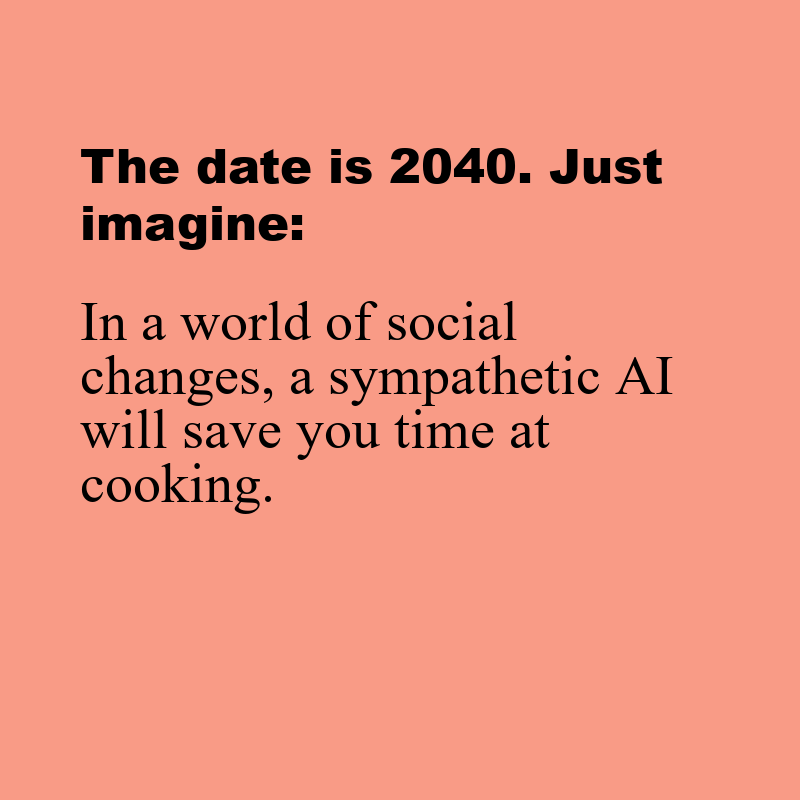 The date is 2040. Just
imagine:
In a world of social
changes, a sympathetic AI
will save you time at
cooking.